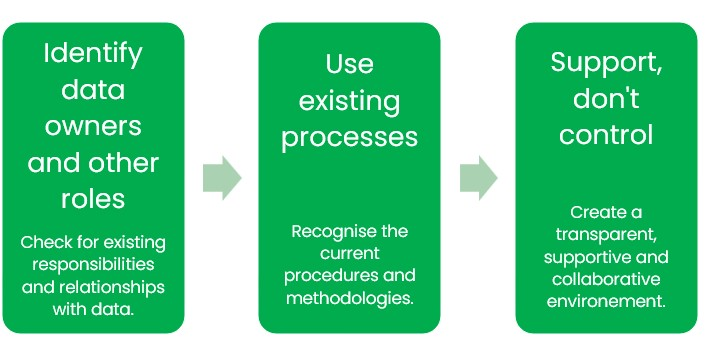 Identify
data
owners
and other
roles
Check for existing
responsibilities
and relationships
with data.
Use
existing
processes
Recognise the
current
procedures and
methodologies.
Support,
don't
control
Create a
transparent,
supportive and
collaborative
environement.